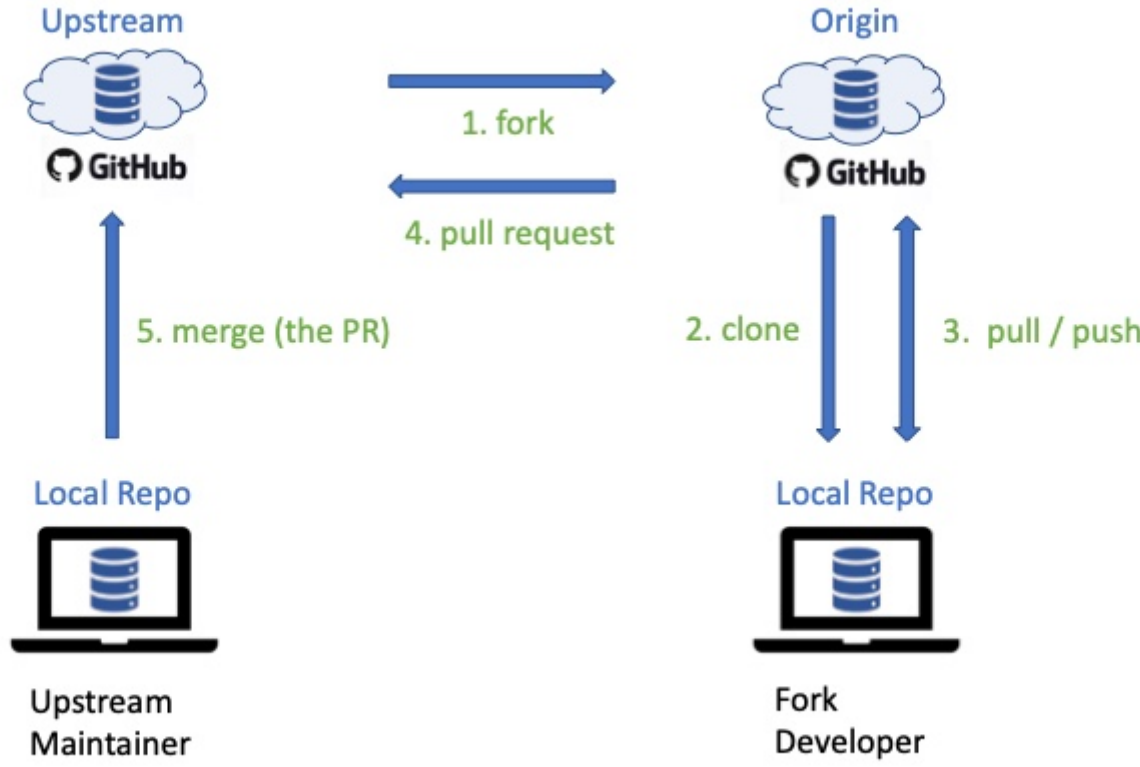 Upstream
Origin
1. fork
GitHub
GitHub
4. pull request
5. merge (the PR)
2. clone
3. pull / push
Local Repo
Local Repo
Upstream
Maintainer
Fork
Developer